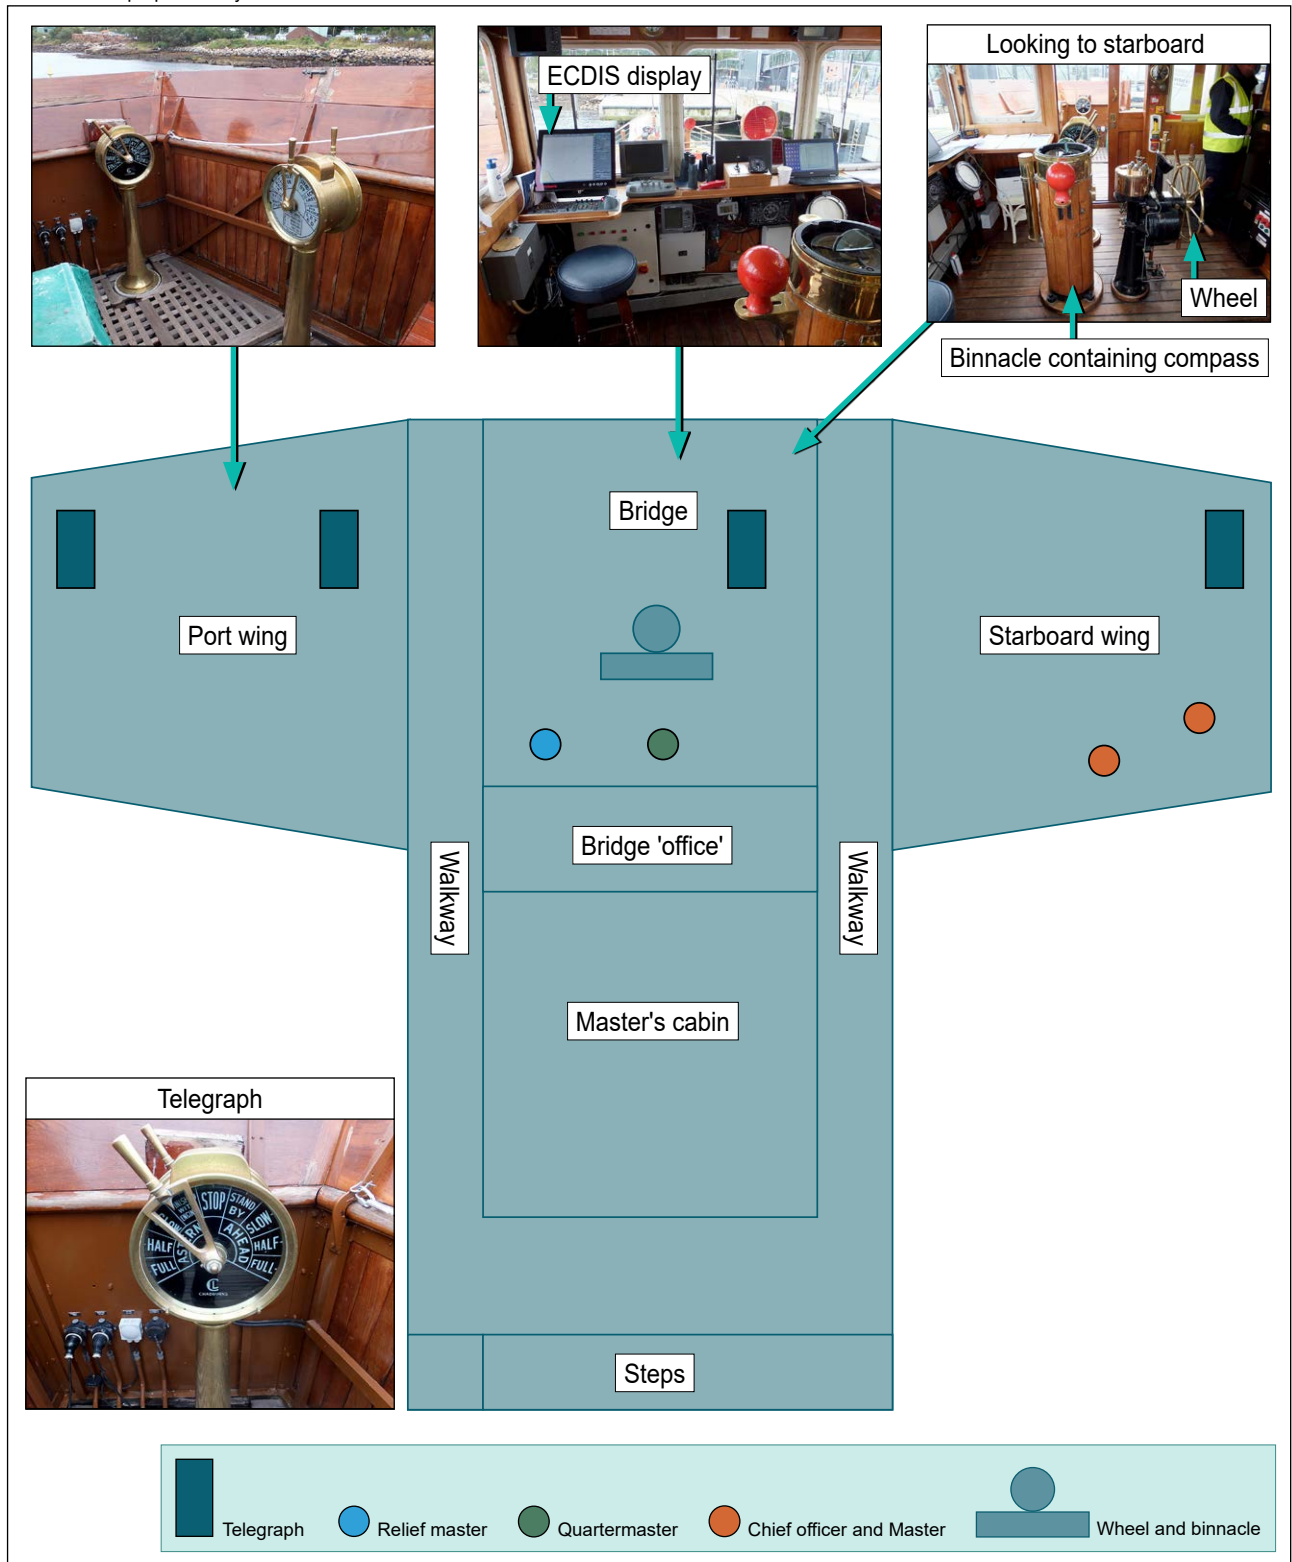 Looking to starboard
ECDIS display
Wheel
Binnacle containing compass
Bridge
Port wing
Starboard wing
Bridge 'office'
Walkway
Walkway
Master's cabin
Telegraph
STOP
STAND
BY
SLOW
SLOW
HALF
HALF
FULL
FULL
ASTERN
AHEAD
Steps
Telegraph
Relief master
Quartermaster
Chief officer and Master
Wheel and binnacle